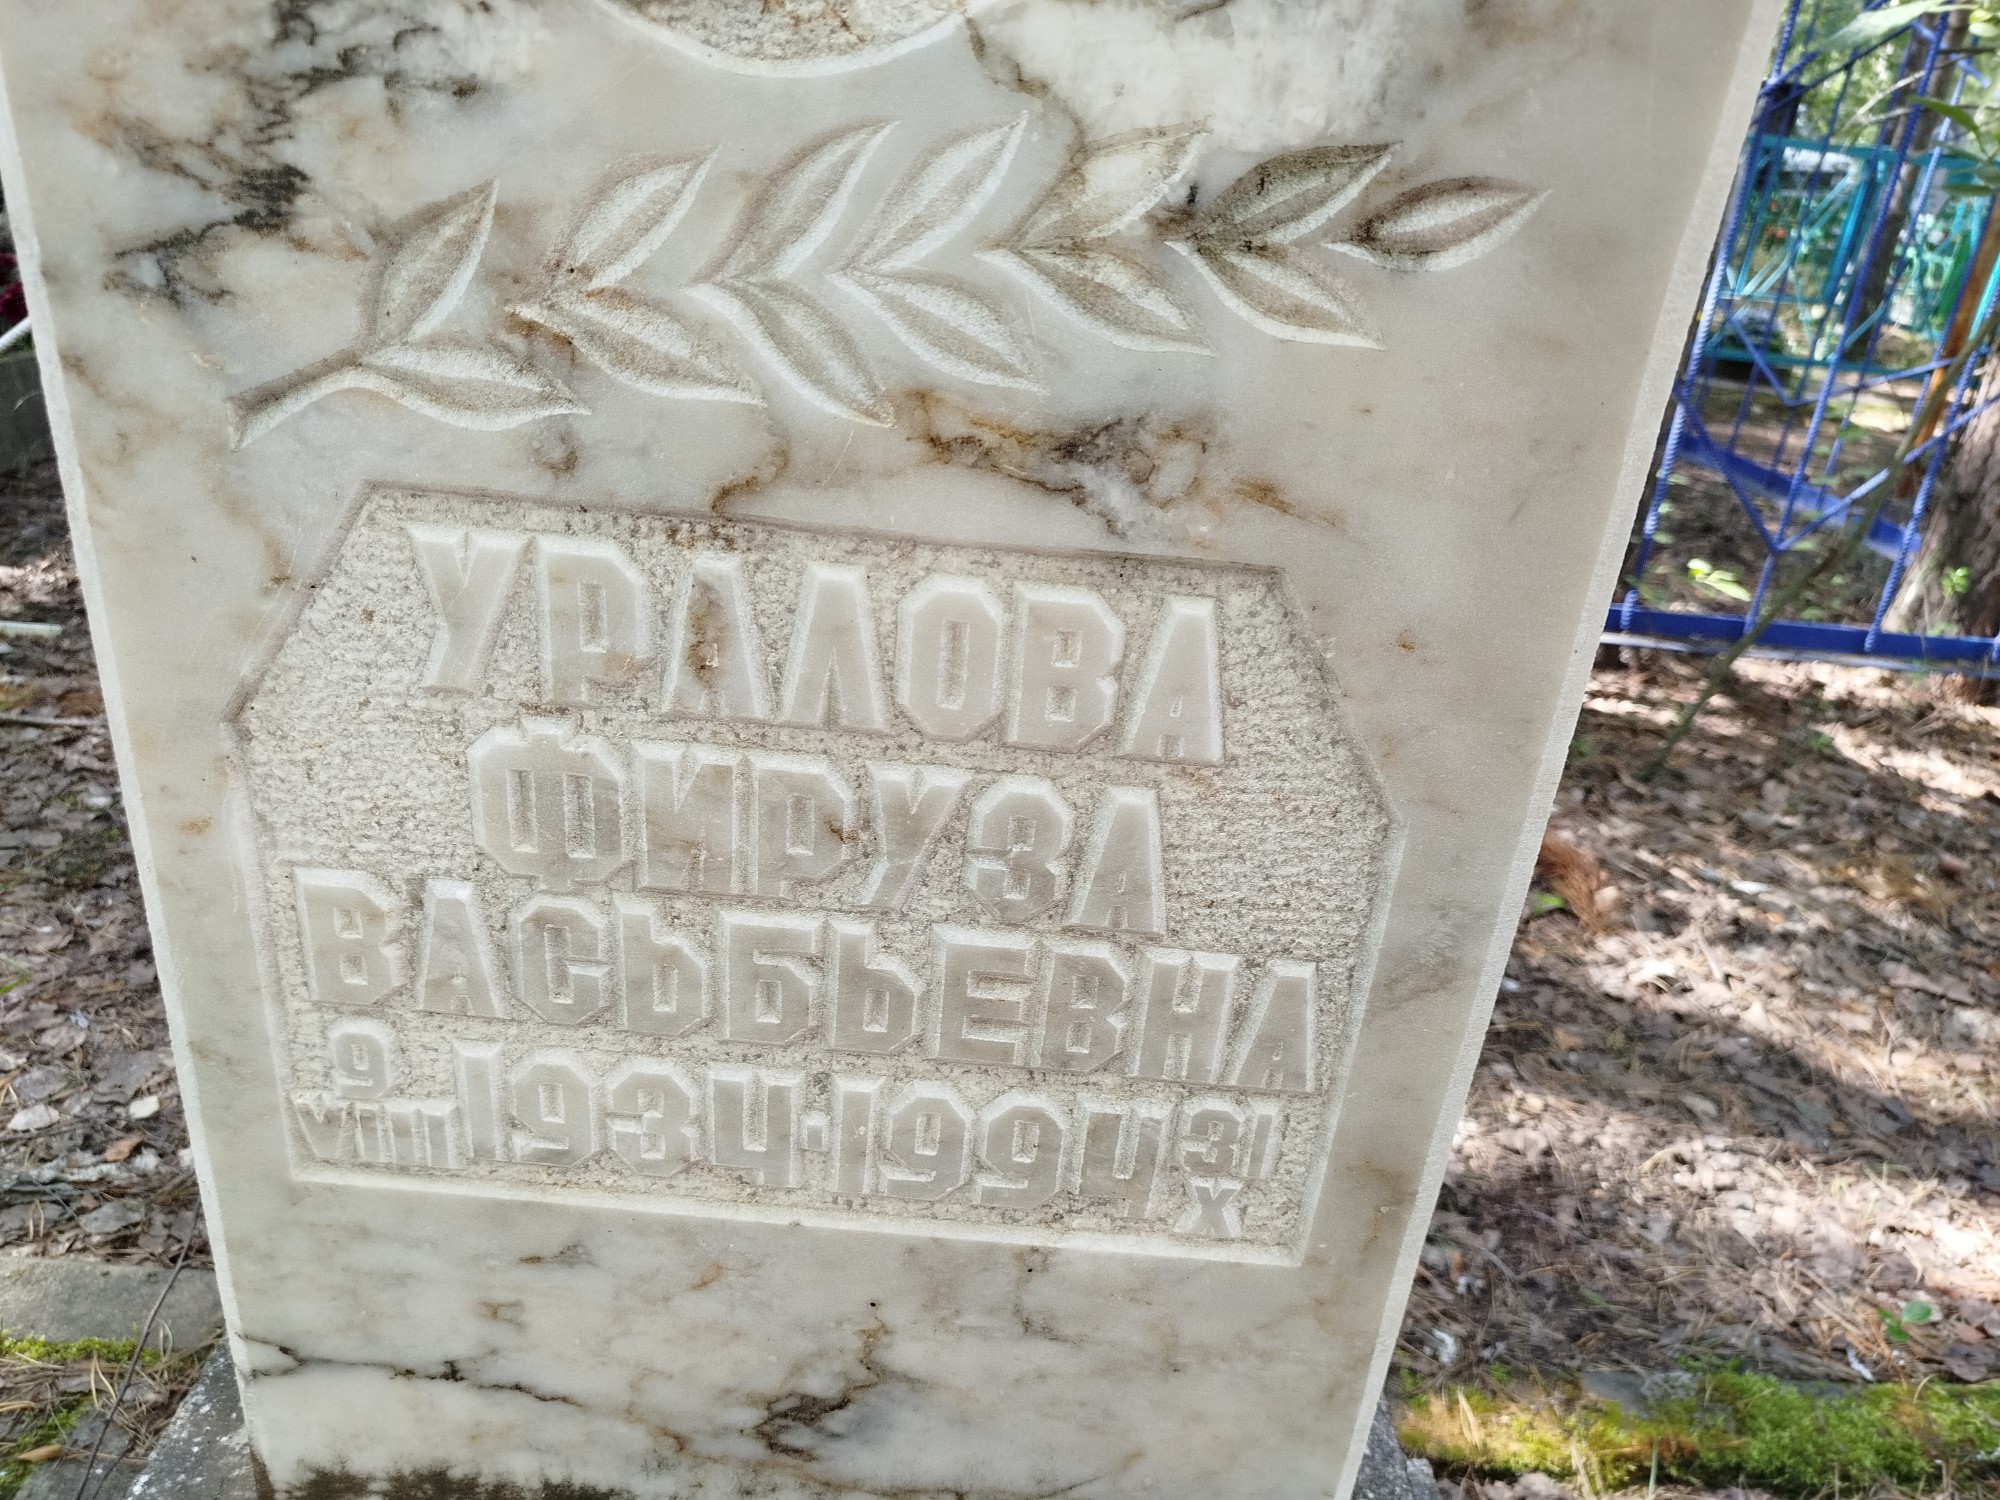 УРАЛОВА
ФИРУЗА
ВАСЬБЬЕВНА
9 VIII 1934-1994 31 X